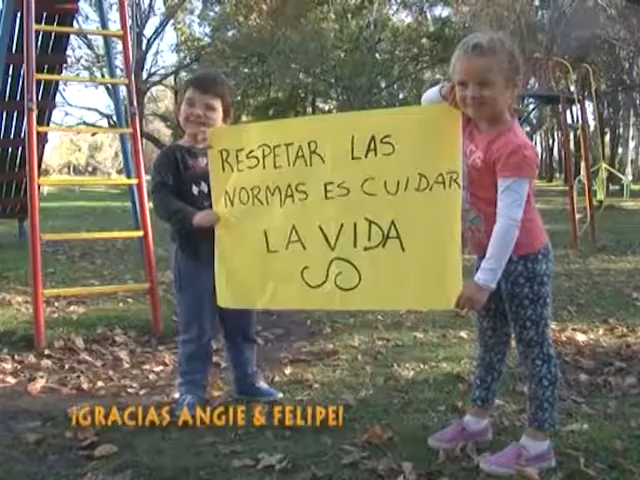 RESPETAR LAS
NORMAS ES CUIDAR
LA VIDA
¡GRACIAS ANGIE & FELIPE!